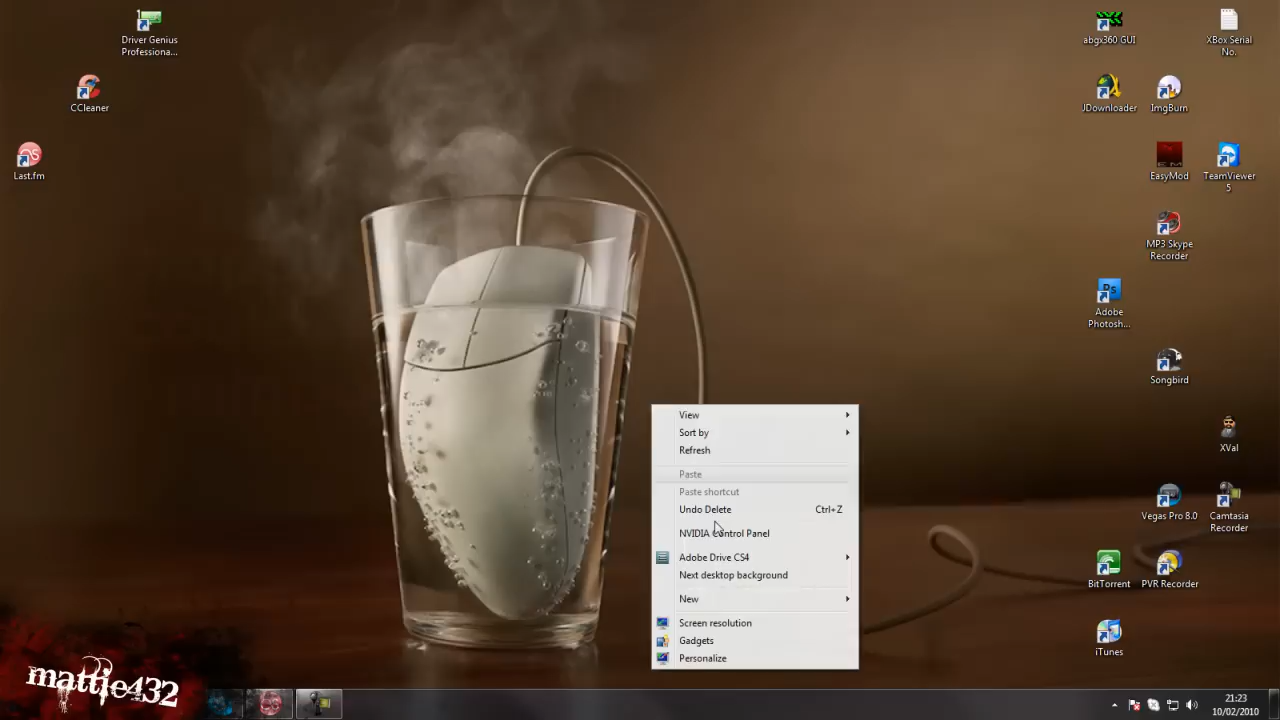 Driver Genius
Professiona...
CCleaner
Last.fm
abgx360 GUI
XBox Serial
No.
JDownloader
ImgBurn
EasyMod
TeamViewer
5
MP3 Skype
Recorder
Ps
Adobe
Photosh...
Songbird
XVal
Vegas Pro 8.0
Camtasia
Recorder
BitTorrent
PVR Recorder
iTunes
View
Sort by
Refresh
Paste
Paste shortcut
Undo Delete Ctrl+Z
NVIDIA Control Panel
Adobe Drive CS4
Next desktop background
New
Screen resolution
Gadgets
Personalize
mattie432
21:23
10/02/2010